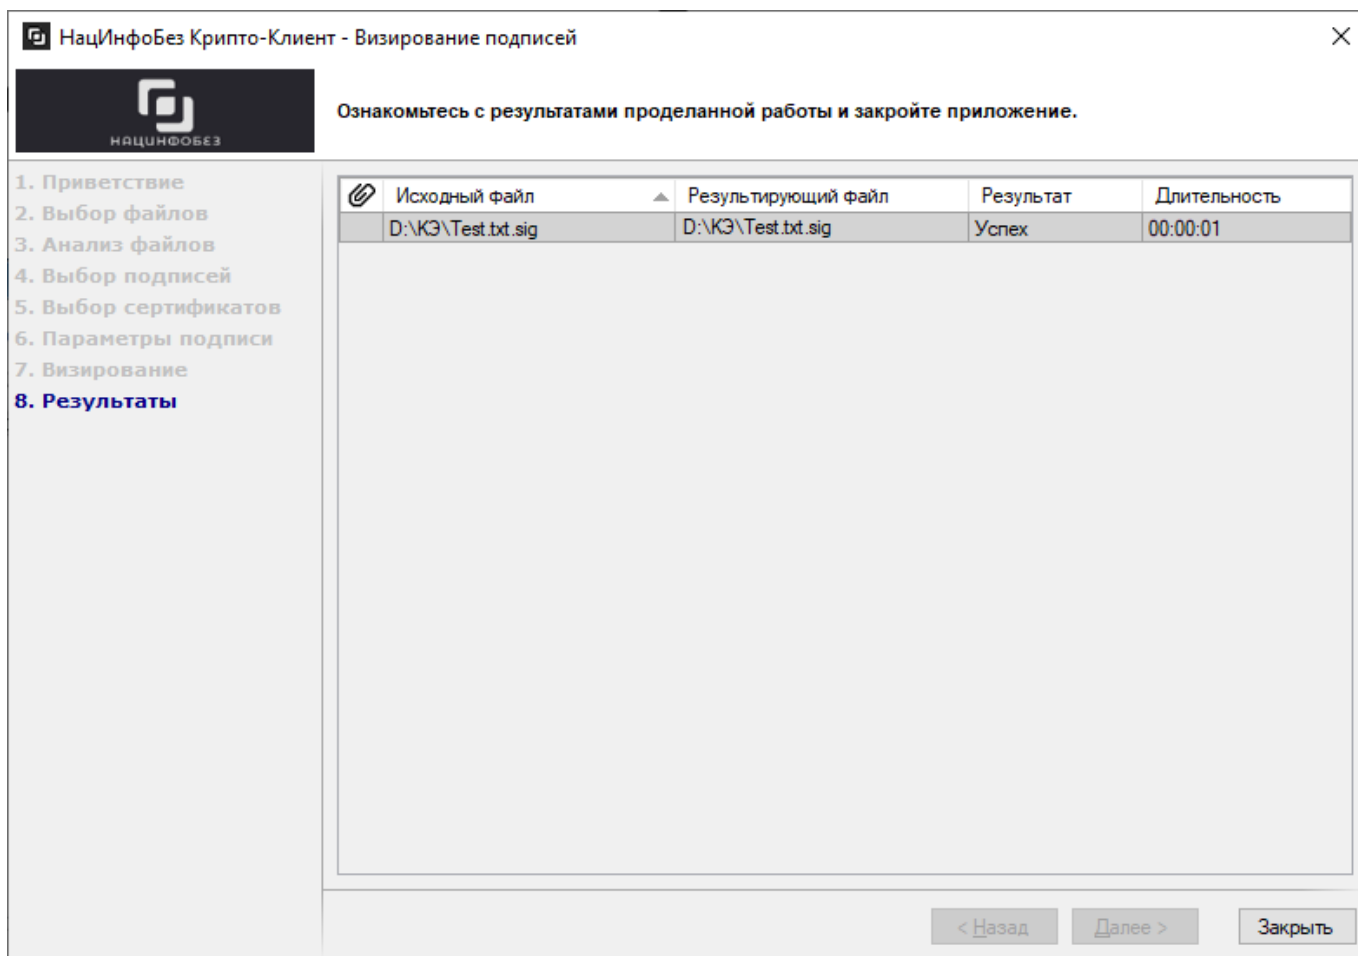 НацИнфоБез Крипто-Клиент - Визирование подписей
НАЦИНФОБЕЗ
Ознакомьтесь с результатами проделанной работы и закройте приложение.
1. Приветствие
2. Выбор файлов
3. Анализ файлов
4. Выбор подписей
5. Выбор сертификатов
6. Параметры подписи
7. Визирование
8. Результаты
Исходный файл Результирующий файл Результат Длительность
D:\КЭ\Test.txt.sig D:\КЭ\Test.txt.sig Успех 00:00:01
< Назад Далее > Закрыть